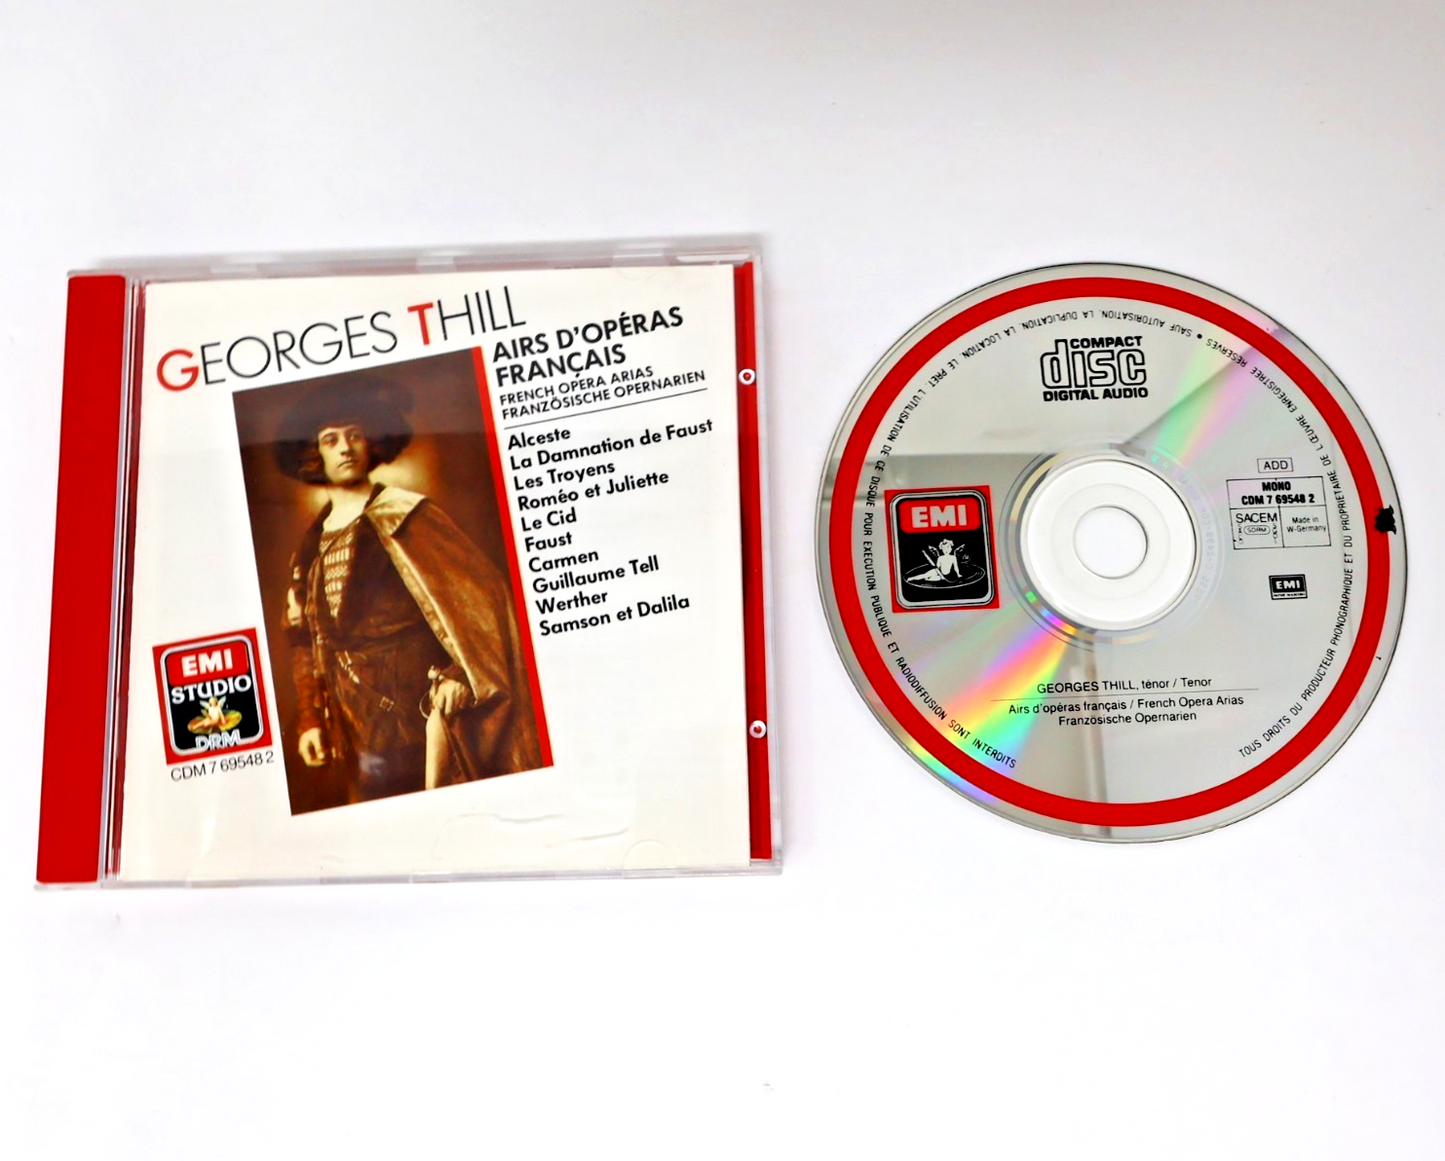 GEORGES THILL
AIRS D'OPÉRAS
FRANÇAIS
FRENCH OPERA ARIAS
FRANZÖSISCHE OPERNARIEN
Alceste
La Damnation de Faust
Les Troyens
Roméo et Juliette
Le Cid
Faust
Carmen
Guillaume Tell
Werther
Samson et Dalila
EMI
STUDIO
DRM
CDM 7 69548 2
COMPACT
disc
DIGITAL AUDIO
EMI
ADD
MONO
CDM 7 69548 2
SACEM
SDRM
Made in
W-Germany
EMI
GEORGES THILL, ténor / Tenor
Airs d'opéras français / French Opera Arias
Französische Opernarien
TOUS DROITS DU PRODUCTEUR PHONOGRAPHIQUE ET DU PROPRIETAIRE DE L'ŒUVRE ENREGISTREE RESERVES • SAUF AUTORISATION, LA DUPLICATION, LA LOCATION, LE PRET, L'UTILISATION DE CE DISQUE POUR EXECUTION PUBLIQUE ET RADIODIFFUSION SONT INTERDITS